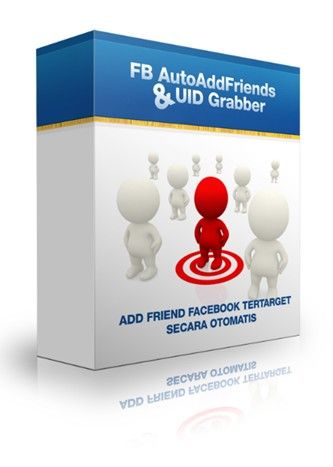 FB AutoAddFriends
& UID Grabber
ADD FRIEND FACEBOOK TERTARGET
SECARA OTOMATIS